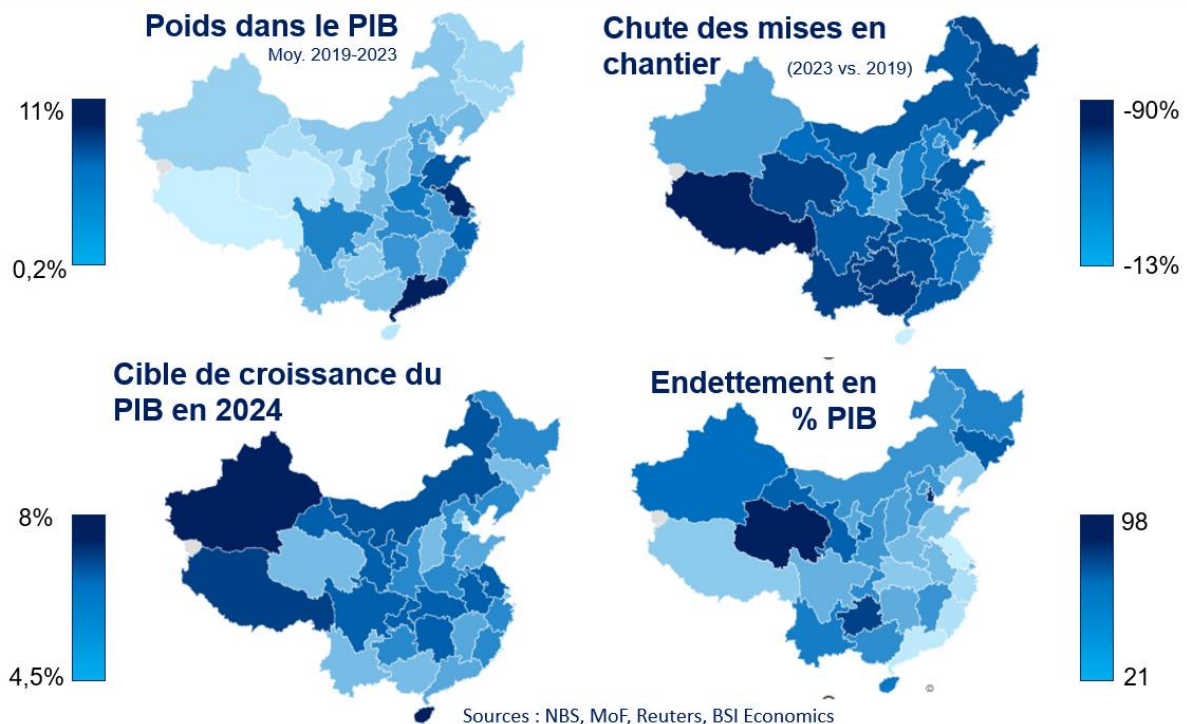 Poids dans le PIB
Moy. 2019-2023
11%
0,2%
Chute des mises en
chantier (2023 vs. 2019)
-90%
-13%
Cible de croissance du
PIB en 2024
8%
4,5%
Endettement en
% PIB
98
21
©
Sources : NBS, MoF, Reuters, BSI Economics